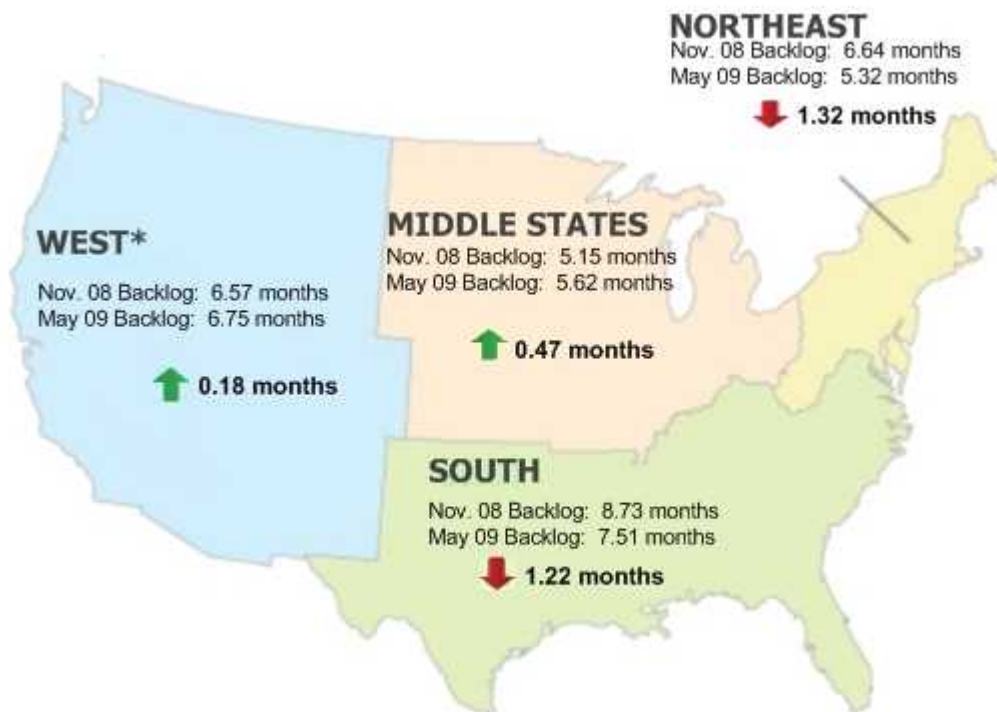 NORTHEAST
Nov. 08 Backlog: 6.64 months
May 09 Backlog: 5.32 months
1.32 months
WEST*
Nov. 08 Backlog: 6.57 months
May 09 Backlog: 6.75 months
0.18 months
MIDDLE STATES
Nov. 08 Backlog: 5.15 months
May 09 Backlog: 5.62 months
0.47 months
SOUTH
Nov. 08 Backlog: 8.73 months
May 09 Backlog: 7.51 months
1.22 months